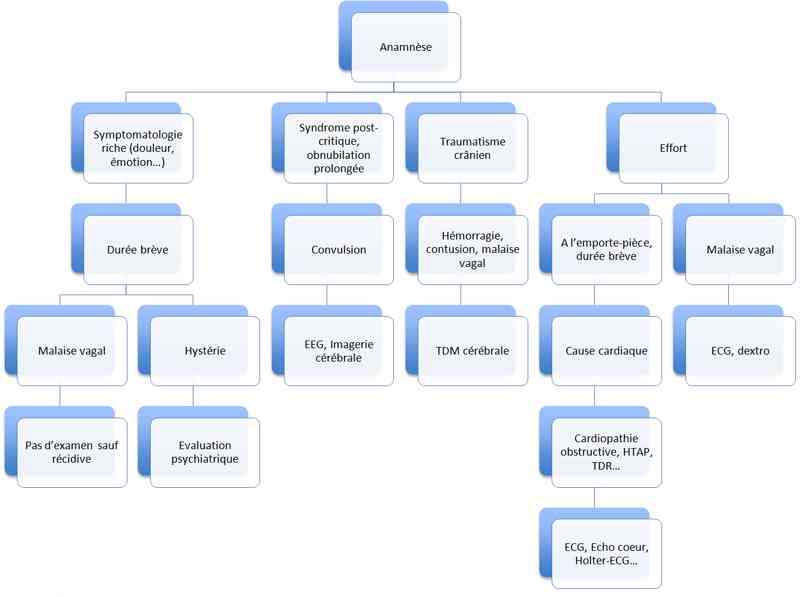 Anamnèse
Symptomatologie
riche (douleur,
émotion...)
Syndrome post-
critique,
obnubilation
prolongée
Traumatisme
crânien
Effort
Durée brève
Convulsion
Hémorragie,
contusion, malaise
vagal
A l'emporte-pièce,
durée brève
Malaise vagal
Malaise vagal
Hystérie
EEG, Imagerie
cérébrale
TDM cérébrale
Cause cardiaque
ECG, dextro
Pas d'examen sauf
récidive
Evaluation
psychiatrique
Cardiopathie
obstructive, HTAP,
TDR...
ECG, Echo coeur,
Holter-ECG...